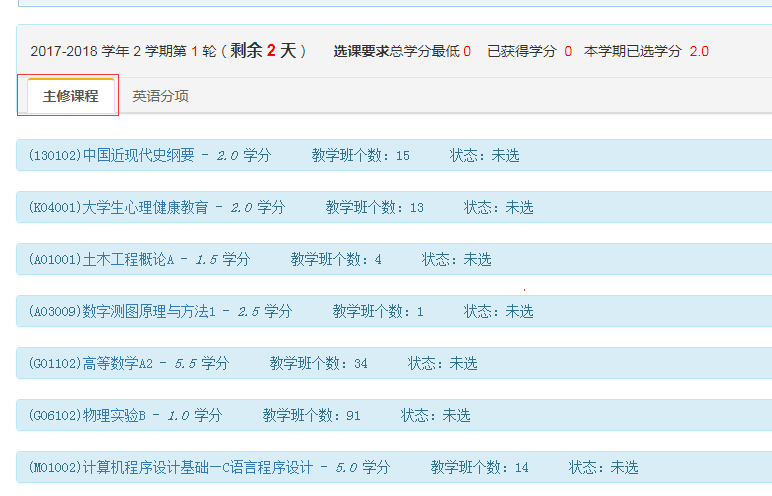 2017-2018 学年 2 学期第 1 轮（剩余 2 天） 选课要求总学分最低 0 已获得学分 0 本学期已选学分 2.0
主修课程 英语分项
(130102)中国近现代史纲要 - 2.0 学分 教学班个数：15 状态：未选
(K04001)大学生心理健康教育 - 2.0 学分 教学班个数：13 状态：未选
(A01001)土木工程概论A - 1.5 学分 教学班个数：4 状态：未选
(A03009)数字测图原理与方法1 - 2.5 学分 教学班个数：1 状态：未选
(G01102)高等数学A2 - 5.5 学分 教学班个数：34 状态：未选
(G06102)物理实验B - 1.0 学分 教学班个数：91 状态：未选
(M01002)计算机程序设计基础—C语言程序设计 - 5.0 学分 教学班个数：14 状态：未选